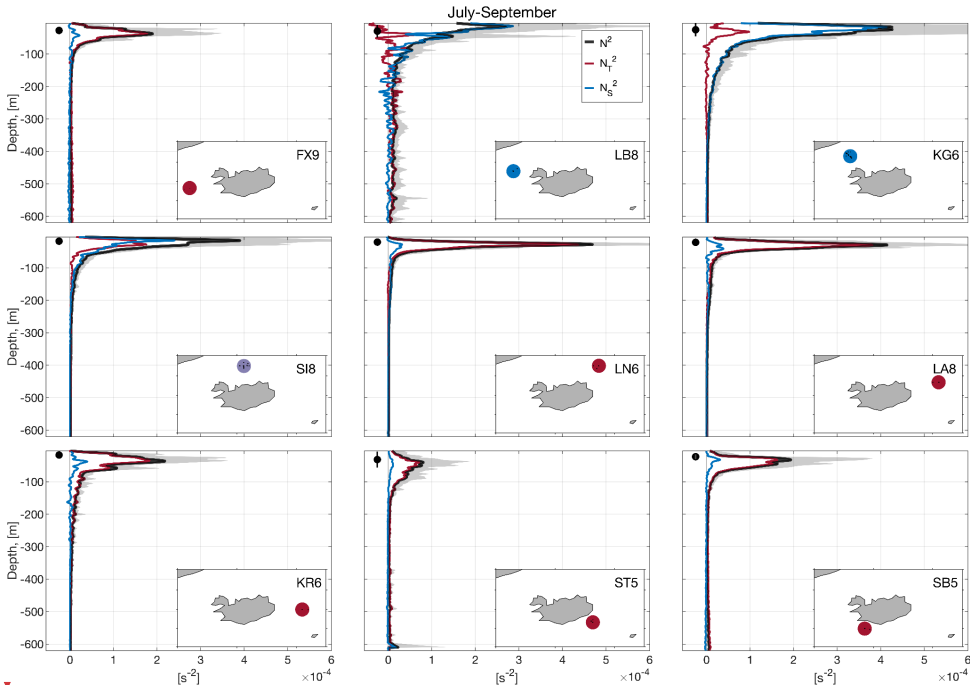 July-September
Depth, [m]
-100
-200
-300
-400
-500
-600
FX9
N²
N_T²
N_S²
LB8
KG6
Depth, [m]
-100
-200
-300
-400
-500
-600
SI8
LN6
LA8
Depth, [m]
-100
-200
-300
-400
-500
-600
KR6
ST5
SB5
0 1 2 3 4 5 6
[s⁻²] ×10⁻⁴
0 1 2 3 4 5 6
[s⁻²] ×10⁻⁴
0 1 2 3 4 5 6
[s⁻²] ×10⁻⁴